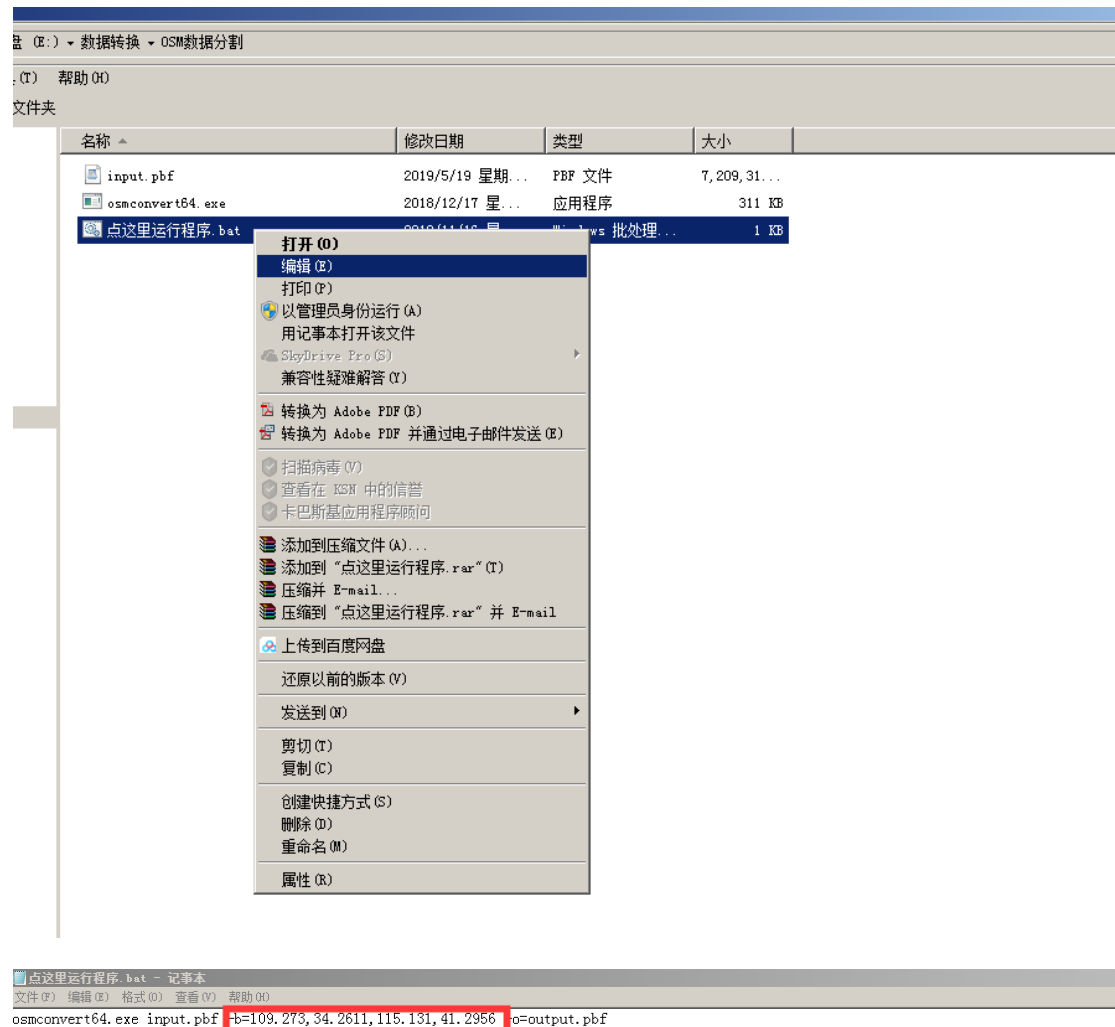 (E:) ▾ 数据转换 ▾ OSM数据分割
(T) 帮助(H)
文件夹
名称 修改日期 类型 大小
input.pbf 2019/5/19 星期... PBF 文件 7,209,31...
osmconvert64.exe 2018/12/17 星... 应用程序 311 KB
点这里运行程序.bat 批处理... 1 KB
打开(O)
编辑(E)
打印(P)
以管理员身份运行(A)
用记事本打开该文件
SkyDrive Pro(S)
兼容性疑难解答(Y)
转换为 Adobe PDF(B)
转换为 Adobe PDF 并通过电子邮件发送(E)
扫描病毒(V)
查看在 KSN 中的信誉
卡巴斯基应用程序顾问
添加到压缩文件(A)...
添加到 "点这里运行程序.rar"(T)
压缩并 E-mail...
压缩到 "点这里运行程序.rar" 并 E-mail
上传到百度网盘
还原以前的版本(V)
发送到(N)
剪切(T)
复制(C)
创建快捷方式(S)
删除(D)
重命名(M)
属性(R)
点这里运行程序.bat - 记事本
文件(F) 编辑(E) 格式(O) 查看(V) 帮助(H)
osmconvert64.exe input.pbf -b=109.273,34.2611,115.131,41.2956 -o=output.pbf